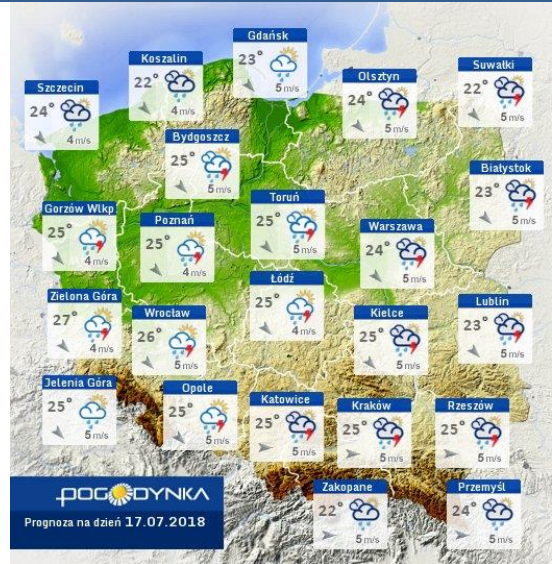 Gdańsk
23°
5 m/s
Koszalin
22°
4 m/s
Suwałki
22°
5 m/s
Olsztyn
24°
5 m/s
Szczecin
24°
4 m/s
Bydgoszcz
25°
5 m/s
Białystok
23°
5 m/s
Toruń
25°
5 m/s
Gorzów Wlkp
25°
4 m/s
Poznań
25°
4 m/s
Warszawa
24°
5 m/s
Łódź
25°
4 m/s
Zielona Góra
27°
4 m/s
Wrocław
26°
5 m/s
Kielce
25°
5 m/s
Lublin
23°
5 m/s
Jelenia Góra
25°
5 m/s
Opole
25°
5 m/s
Katowice
25°
5 m/s
Kraków
25°
5 m/s
Rzeszów
25°
5 m/s
Zakopane
22°
5 m/s
Przemyśl
24°
5 m/s
POGODYNKA
Prognoza na dzień 17.07.2018